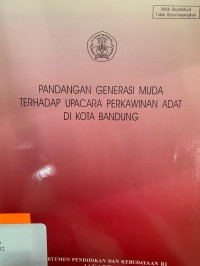 Milik Depdikbud
Tidak Diperdagangkan
PANDANGAN GENERASI MUDA
TERHADAP UPACARA PERKAWINAN ADAT
DI KOTA BANDUNG
DEPARTEMEN PENDIDIKAN DAN KEBUDAYAAN RI